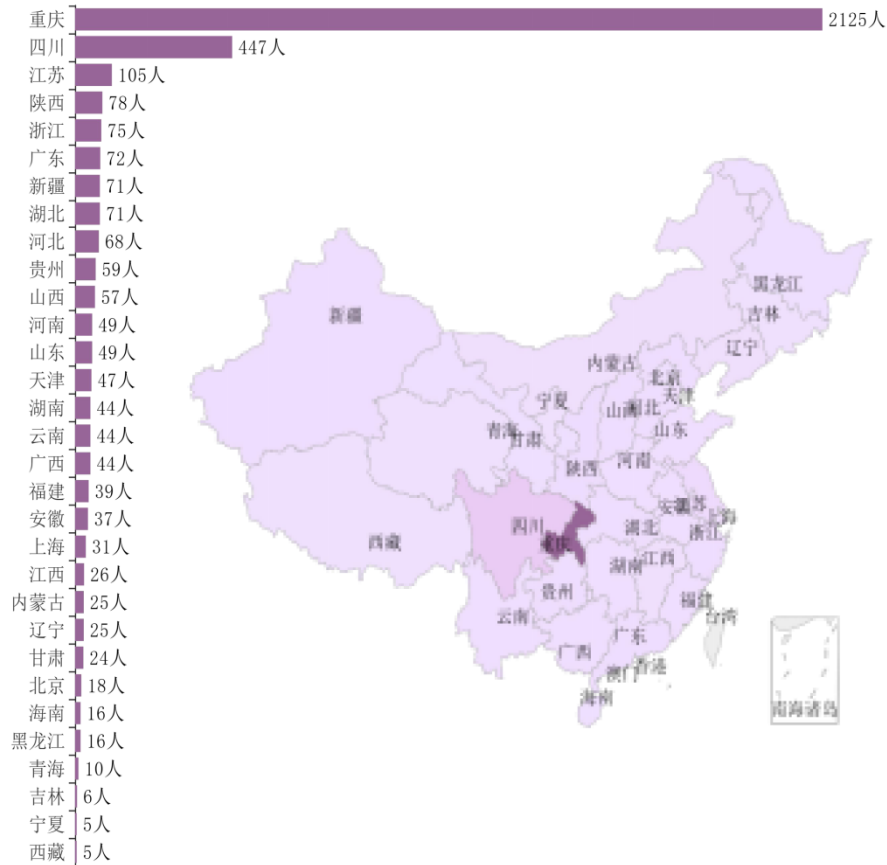 重庆 2125人
四川 447人
江苏 105人
陕西 78人
浙江 75人
广东 72人
新疆 71人
湖北 71人
河北 68人
贵州 59人
山西 57人
河南 49人
山东 49人
天津 47人
湖南 44人
云南 44人
广西 44人
福建 39人
安徽 37人
上海 31人
江西 26人
内蒙古 25人
辽宁 25人
甘肃 24人
北京 18人
海南 16人
黑龙江 16人
青海 10人
吉林 6人
宁夏 5人
西藏 5人
黑龙江
吉林
新疆
辽宁
内蒙古
北京
天津
宁夏
山西
河北
青海
甘肃
山东
陕西
河南
安徽
江苏
上海
四川
湖北
浙江
重庆
西藏
湖南
江西
贵州
福建
云南
台湾
广东
广西
香港
澳门
海南
南海诸岛